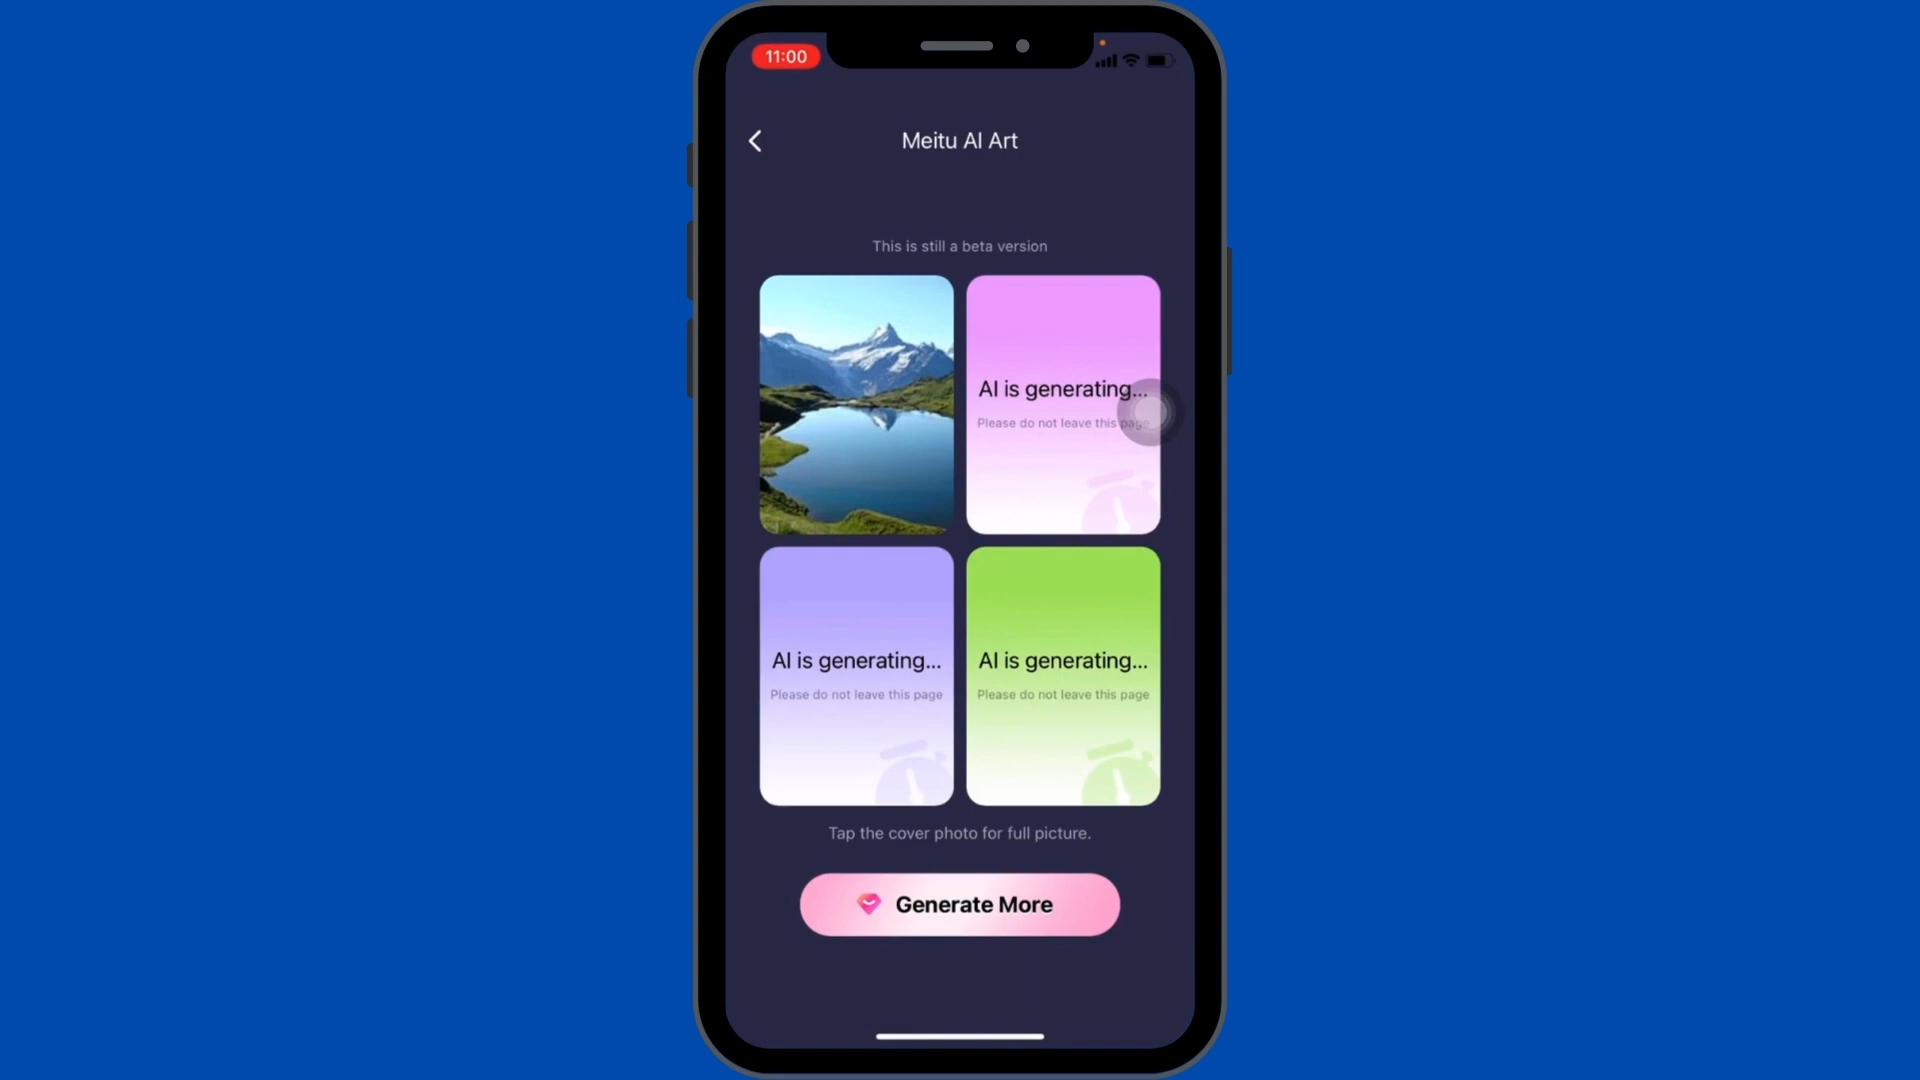 11:00
Meitu AI Art
This is still a beta version
AI is generating...
Please do not leave this page
AI is generating...
Please do not leave this page
AI is generating...
Please do not leave this page
Tap the cover photo for full picture.
Generate More